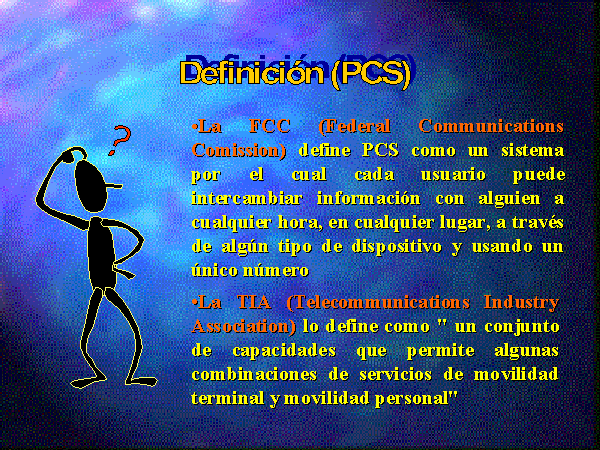 Definición (PCS)
?
•La FCC (Federal Communications
Comission) define PCS como un sistema
por el cual cada usuario puede
intercambiar información con alguien a
cualquier hora, en cualquier lugar, a través
de algún tipo de dispositivo y usando un
único número
•La TIA (Telecommunications Industry
Association) lo define como " un conjunto
de capacidades que permite algunas
combinaciones de servicios de movilidad
terminal y movilidad personal"